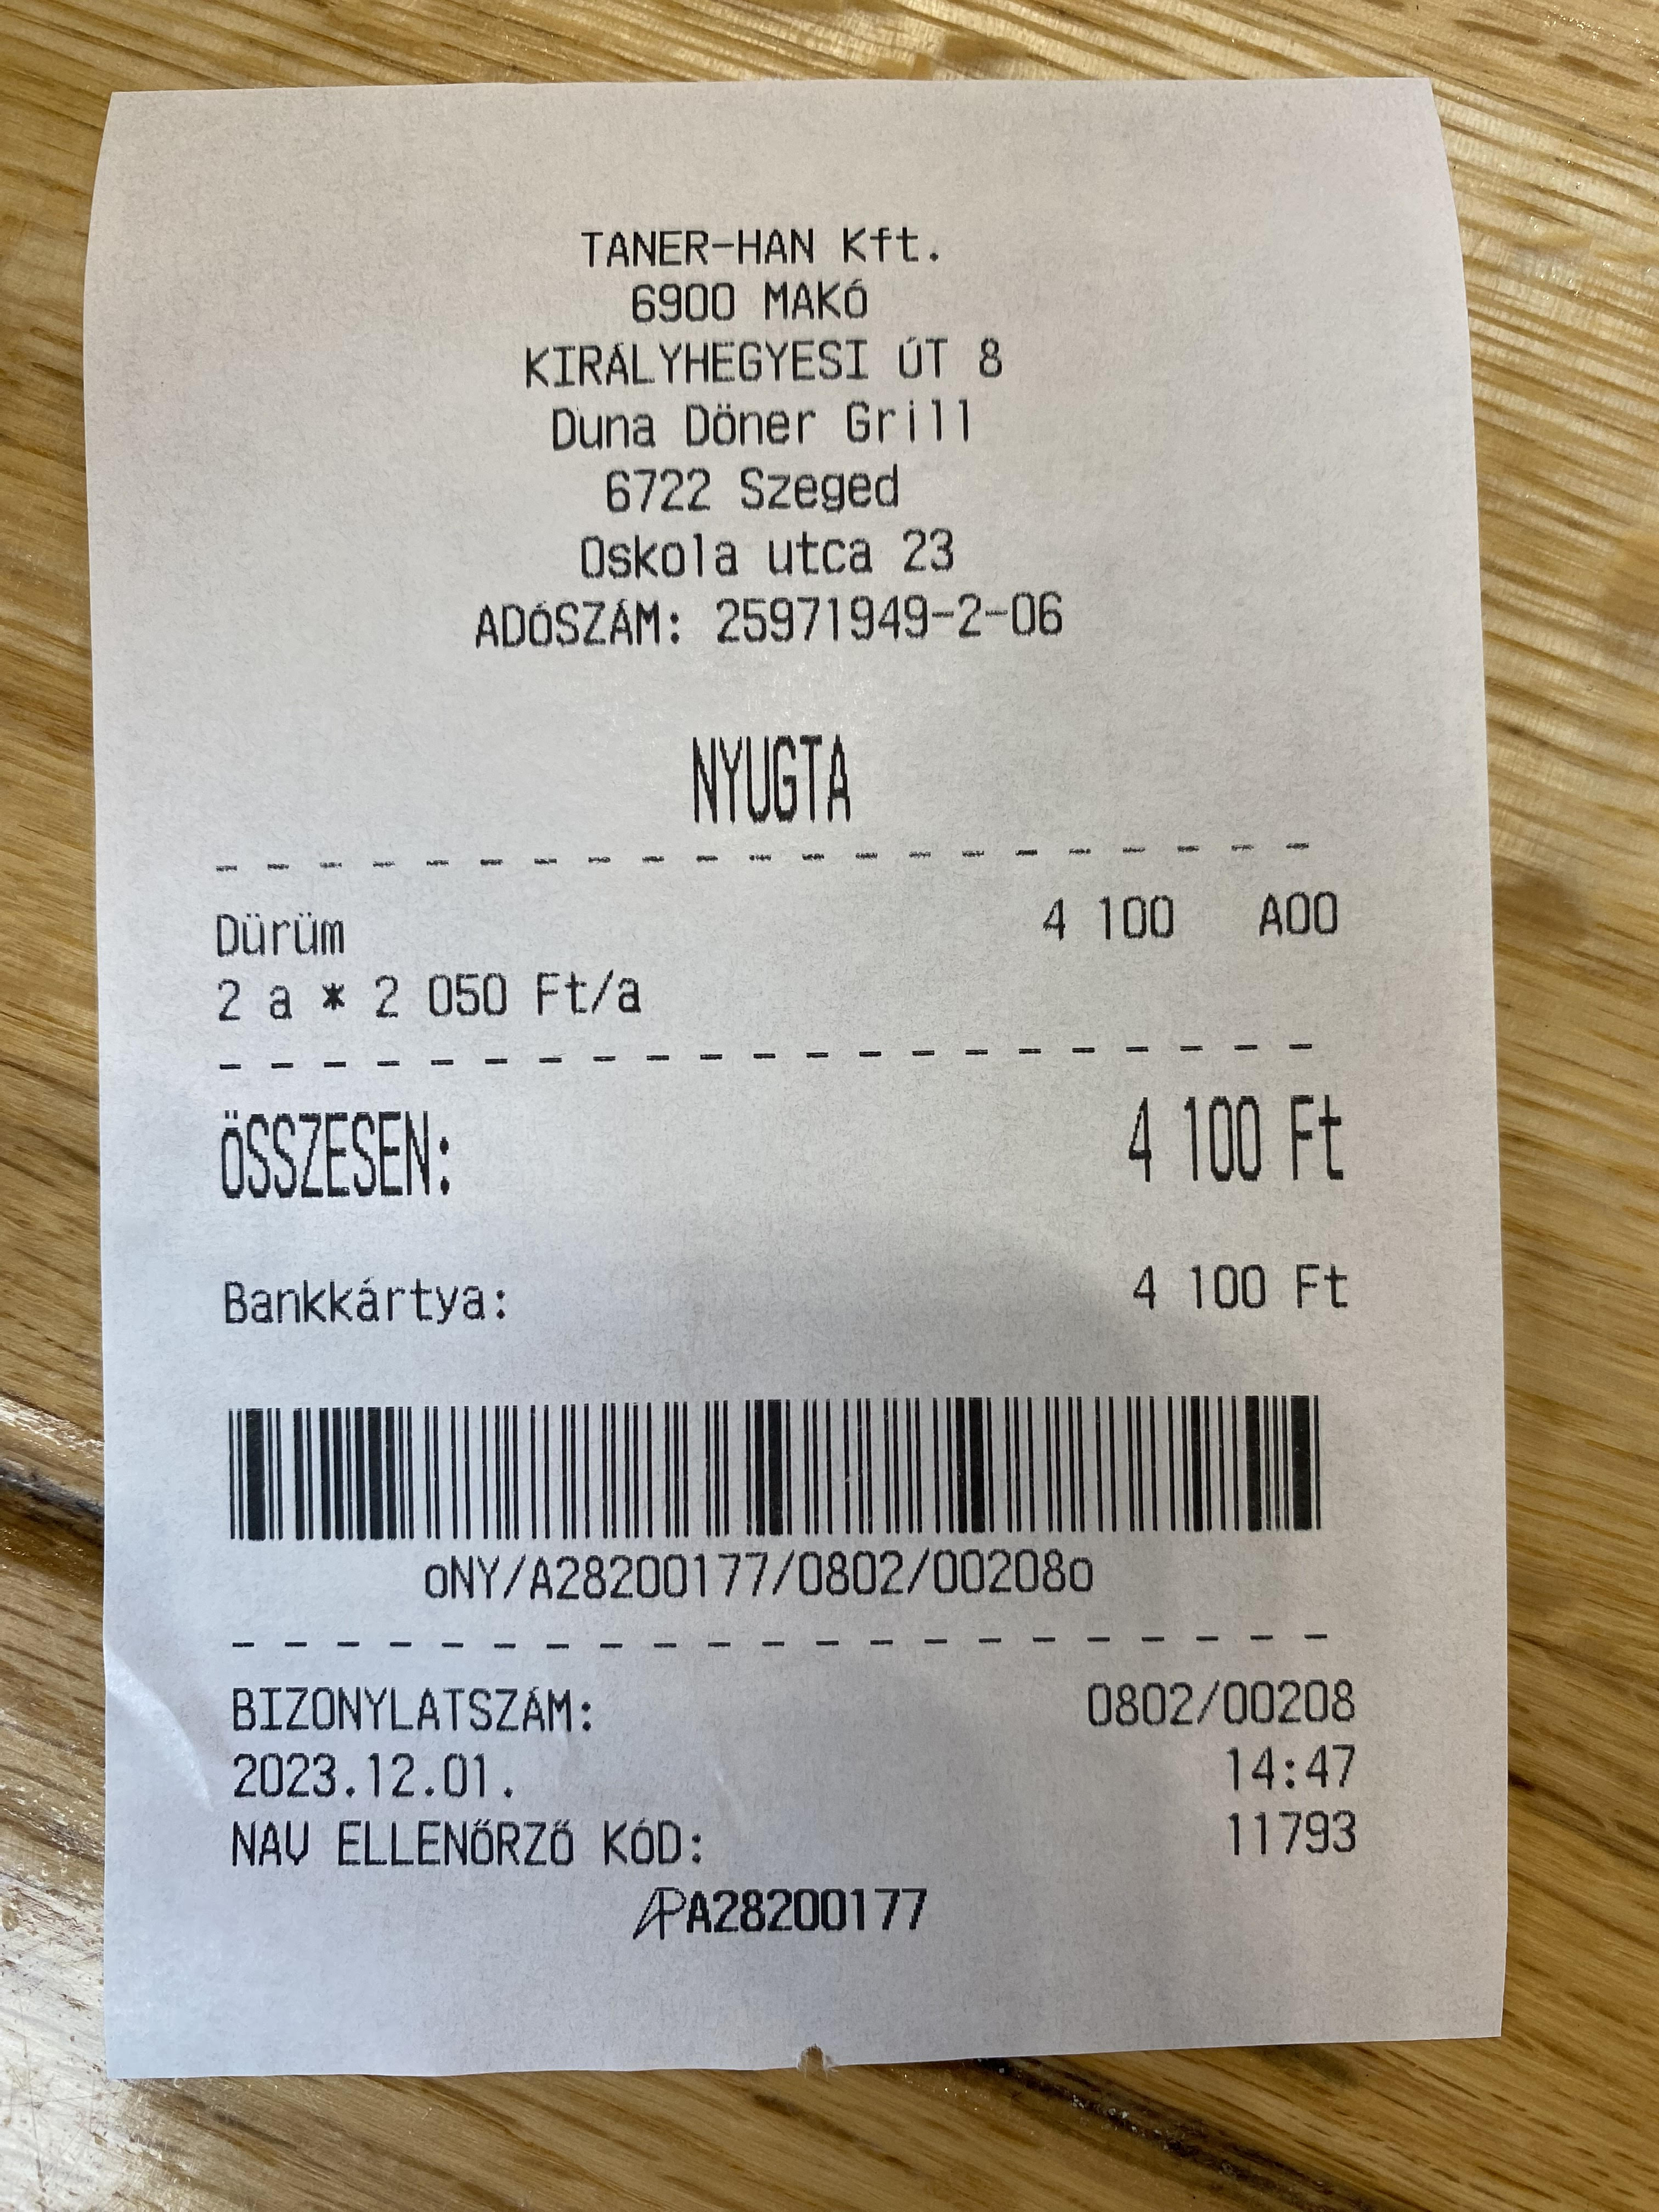 TANER-HAN Kft.
6900 MAKÓ
KIRÁLYHEGYESI ÚT 8
Duna Döner Grill
6722 Szeged
Oskola utca 23
ADÓSZÁM: 25971949-2-06
NYUGTA
Dürüm 4 100 A00
2 a * 2 050 Ft/a
ÖSSZESEN: 4 100 Ft
Bankkártya: 4 100 Ft
oNY/A28200177/0802/00208o
BIZONYLATSZÁM: 0802/00208
2023.12.01. 14:47
NAV ELLENŐRZŐ KÓD: 11793
APA28200177